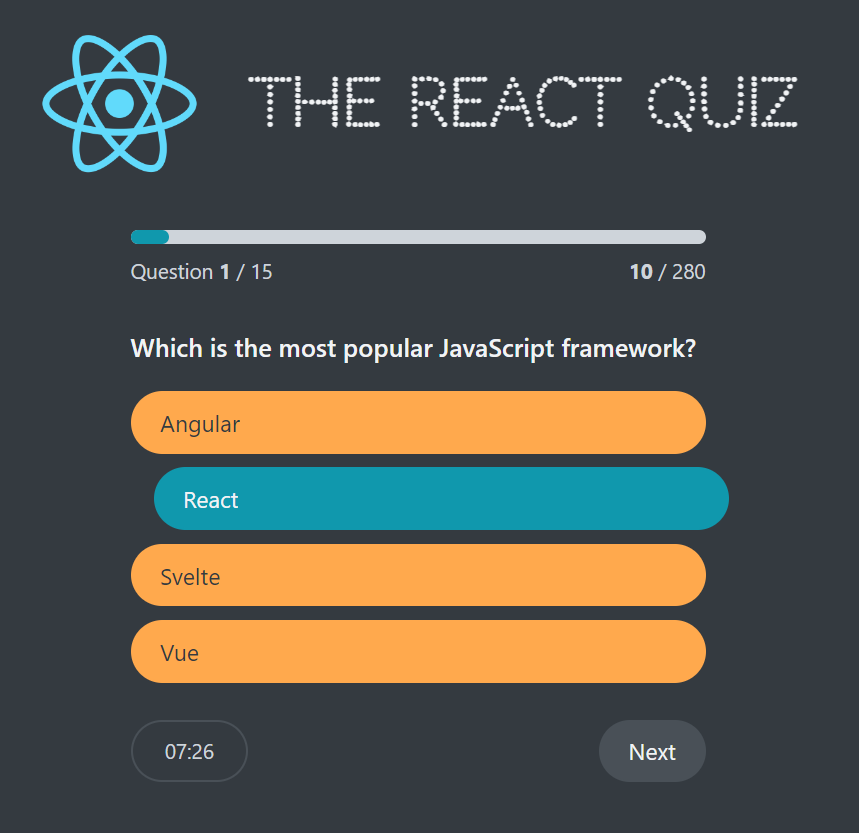 THE REACT QUIZ
Question 1 / 15
10 / 280
Which is the most popular JavaScript framework?
Angular
React
Svelte
Vue
07:26
Next